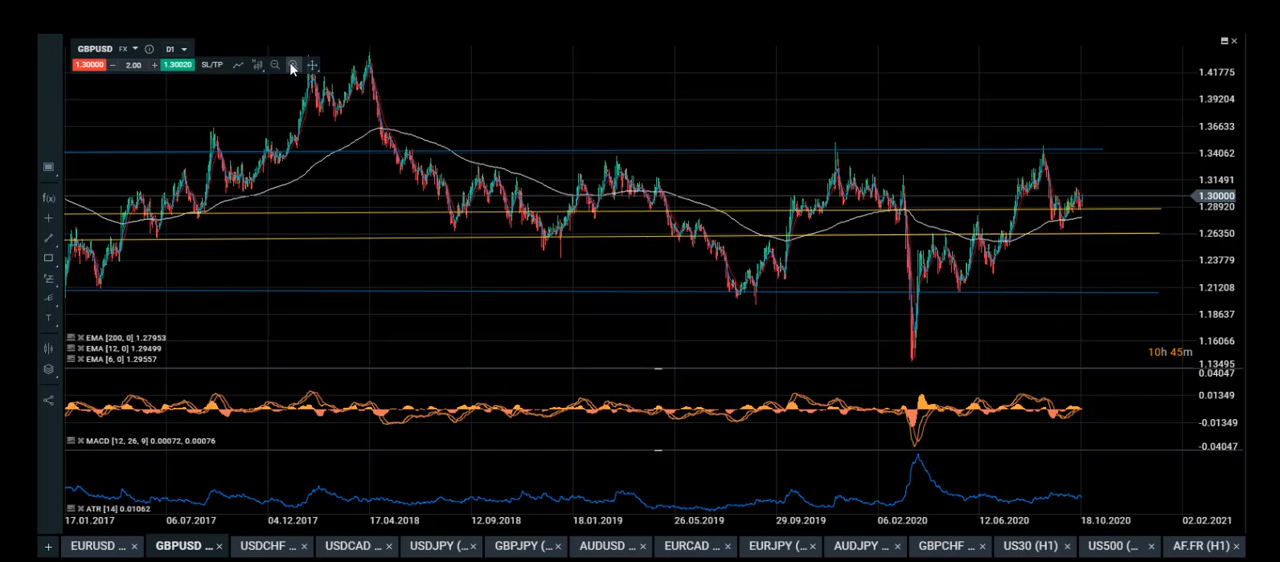 GBPUSD FX D1
1.30000 − 2.00 + 1.30020 SL/TP
1.41775
1.39204
1.36633
1.34062
1.31491
1.30000
1.28920
1.26350
1.23779
1.21208
1.18637
1.16066
1.13495
f(x)
T
EMA [200, 0] 1.27953
EMA [12, 0] 1.29499
EMA [6, 0] 1.29557
10h 45m
0.04047
0.01349
-0.01349
-0.04047
MACD [12, 26, 9] 0.00072, 0.00076
ATR [14] 0.01062
17.01.2017 06.07.2017 04.12.2017 17.04.2018 12.09.2018 18.01.2019 26.05.2019 29.09.2019 06.02.2020 12.06.2020 18.10.2020 02.02.2021
+ EURUSD ... × GBPUSD ... × USDCHF ... × USDCAD ... × USDJPY (... × GBPJPY (... × AUDUSD ... × EURCAD ... × EURJPY (... × AUDJPY ... × GBPCHF ... × US30 (H1) × US500 (... × AF.FR (H1) ×